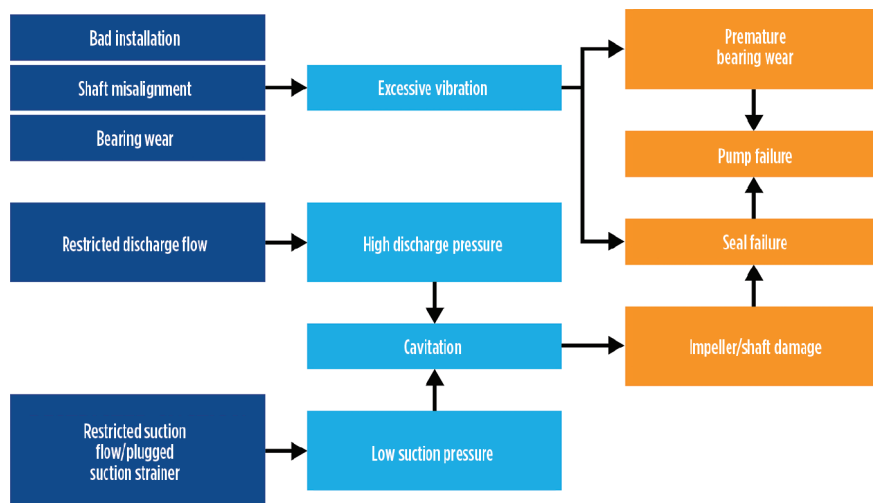 Bad installation
Shaft misalignment
Bearing wear
Excessive vibration
Premature
bearing wear
Pump failure
Restricted discharge flow
High discharge pressure
Seal failure
Cavitation
Impeller/shaft damage
Restricted suction
flow/plugged
suction strainer
Low suction pressure